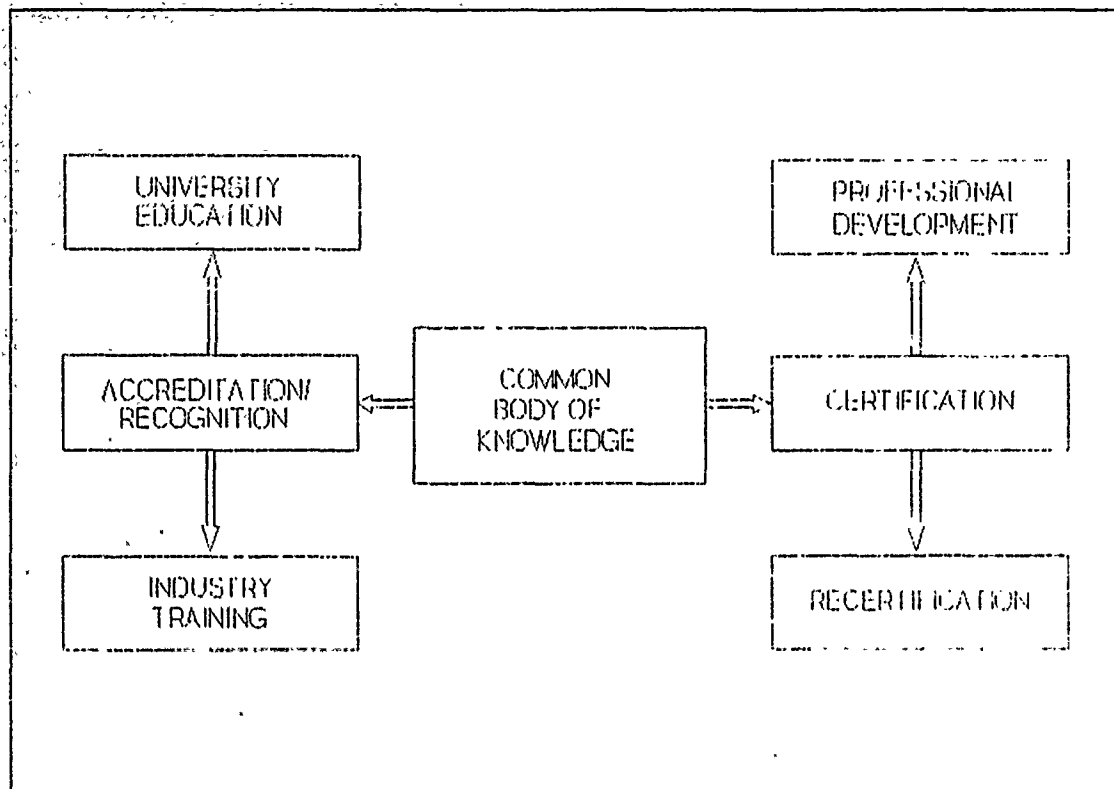 UNIVERSITY
EDUCATION
PROFESSIONAL
DEVELOPMENT
ACCREDITATION/
RECOGNITION
COMMON
BODY OF
KNOWLEDGE
CERTIFICATION
INDUSTRY
TRAINING
RECERTIFICATION